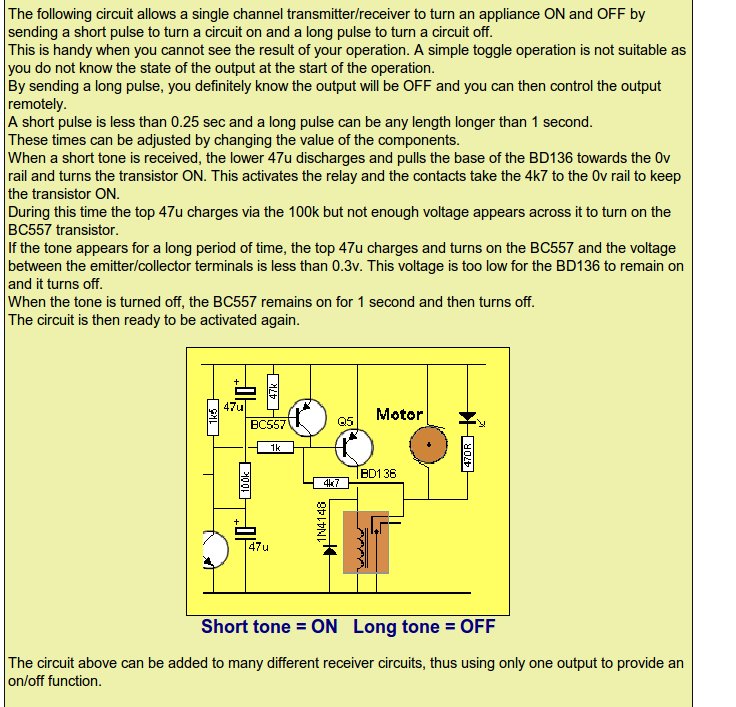 The following circuit allows a single channel transmitter/receiver to turn an appliance ON and OFF by
sending a short pulse to turn a circuit on and a long pulse to turn a circuit off.
This is handy when you cannot see the result of your operation. A simple toggle operation is not suitable as
you do not know the state of the output at the start of the operation.
By sending a long pulse, you definitely know the output will be OFF and you can then control the output
remotely.
A short pulse is less than 0.25 sec and a long pulse can be any length longer than 1 second.
These times can be adjusted by changing the value of the components.
When a short tone is received, the lower 47u discharges and pulls the base of the BD136 towards the 0v
rail and turns the transistor ON. This activates the relay and the contacts take the 4k7 to the 0v rail to keep
the transistor ON.
During this time the top 47u charges via the 100k but not enough voltage appears across it to turn on the
BC557 transistor.
If the tone appears for a long period of time, the top 47u charges and turns on the BC557 and the voltage
between the emitter/collector terminals is less than 0.3v. This voltage is too low for the BD136 to remain on
and it turns off.
When the tone is turned off, the BC557 remains on for 1 second and then turns off.
The circuit is then ready to be activated again.
+
47k
1k5
47u
BC557
Q5
Motor
1k
470R
BD136
100k
4k7
1N4148
+
47u
Short tone = ON Long tone = OFF
The circuit above can be added to many different receiver circuits, thus using only one output to provide an
on/off function.